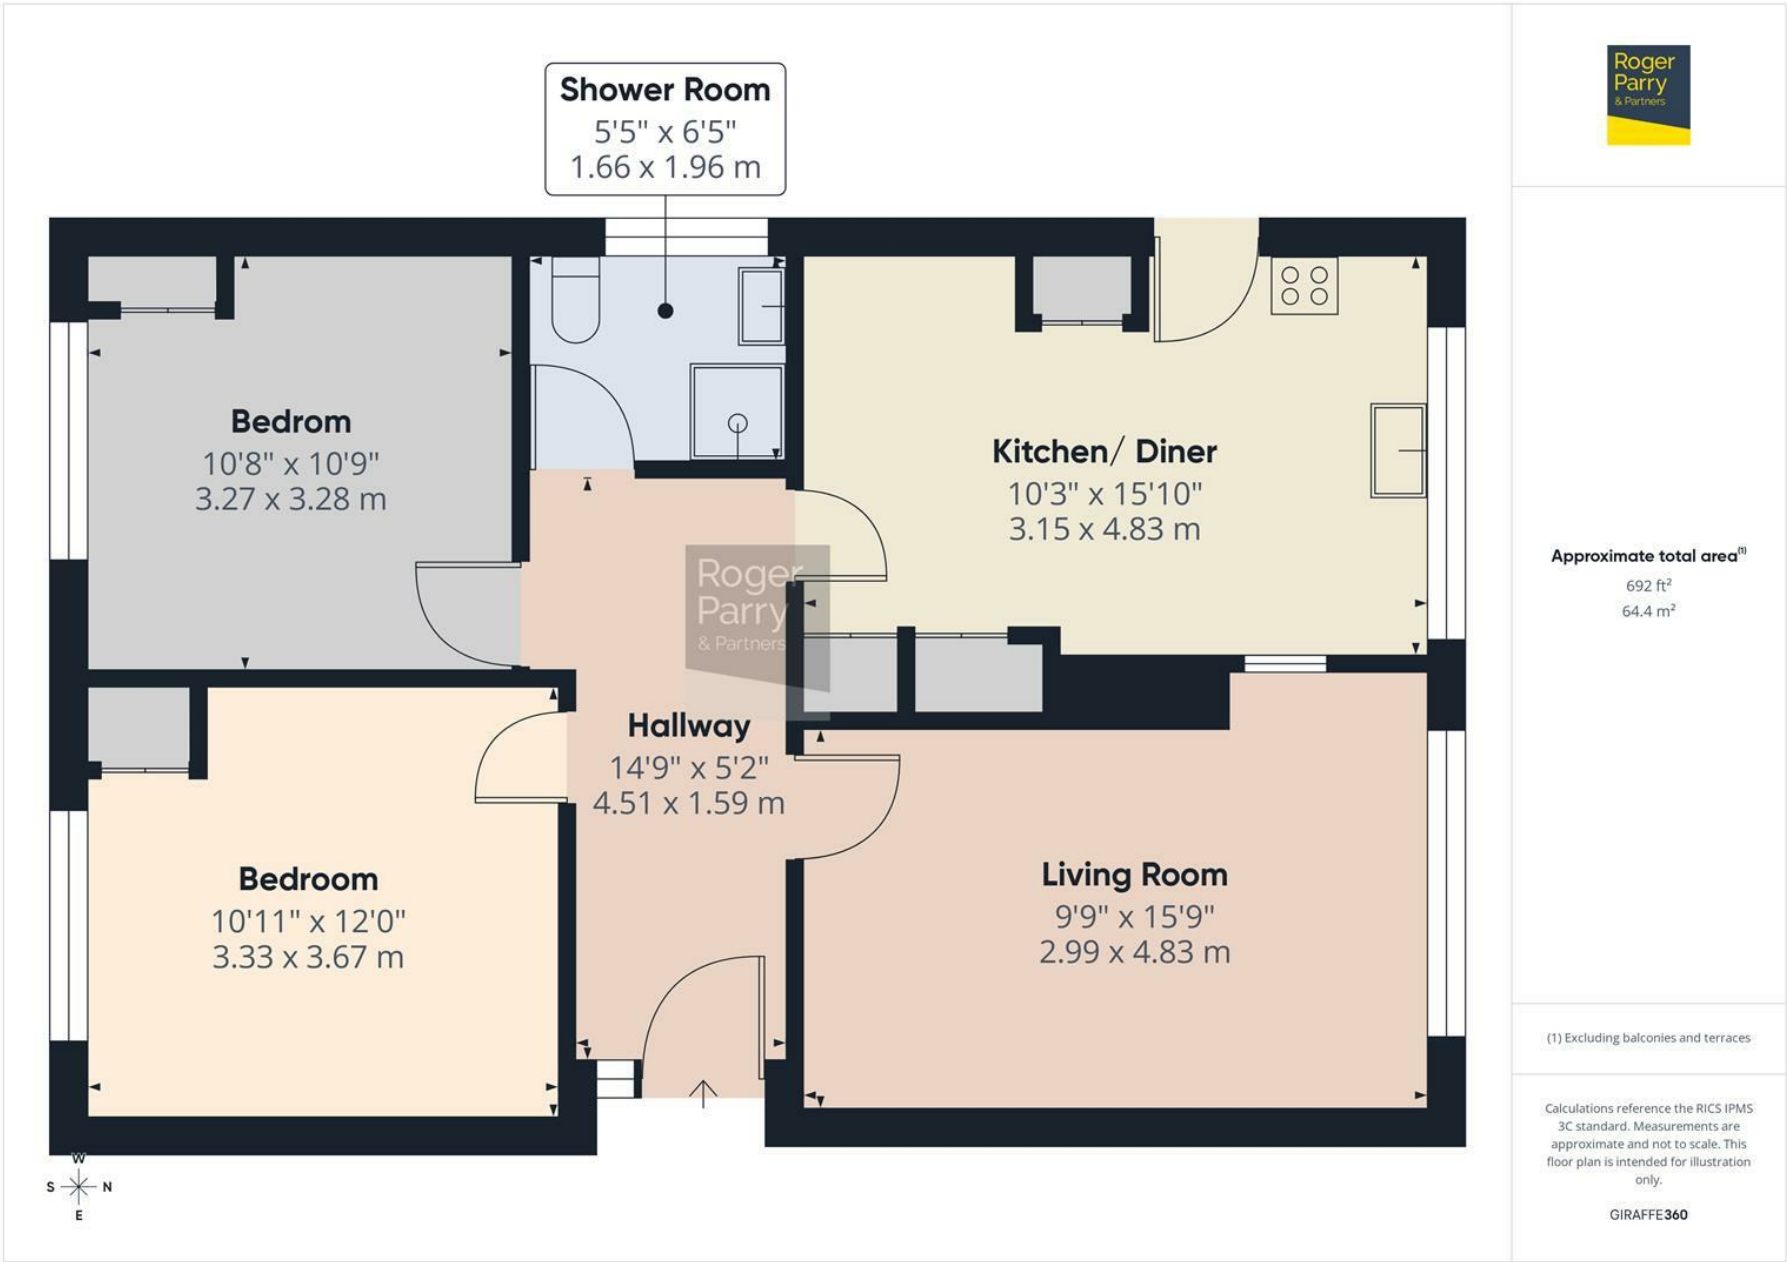 Shower Room
5'5" x 6'5"
1.66 x 1.96 m
Roger
Parry
& Partners
Bedrom
10'8" x 10'9"
3.27 x 3.28 m
Kitchen/ Diner
10'3" x 15'10"
3.15 x 4.83 m
Roger
Parry
& Partners
Hallway
14'9" x 5'2"
4.51 x 1.59 m
Bedroom
10'11" x 12'0"
3.33 x 3.67 m
Living Room
9'9" x 15'9"
2.99 x 4.83 m
Approximate total area(1)
692 ft²
64.4 m²
(1) Excluding balconies and terraces
Calculations reference the RICS IPMS
3C standard. Measurements are
approximate and not to scale. This
floor plan is intended for illustration
only.
GIRAFFE360
W
S N
E